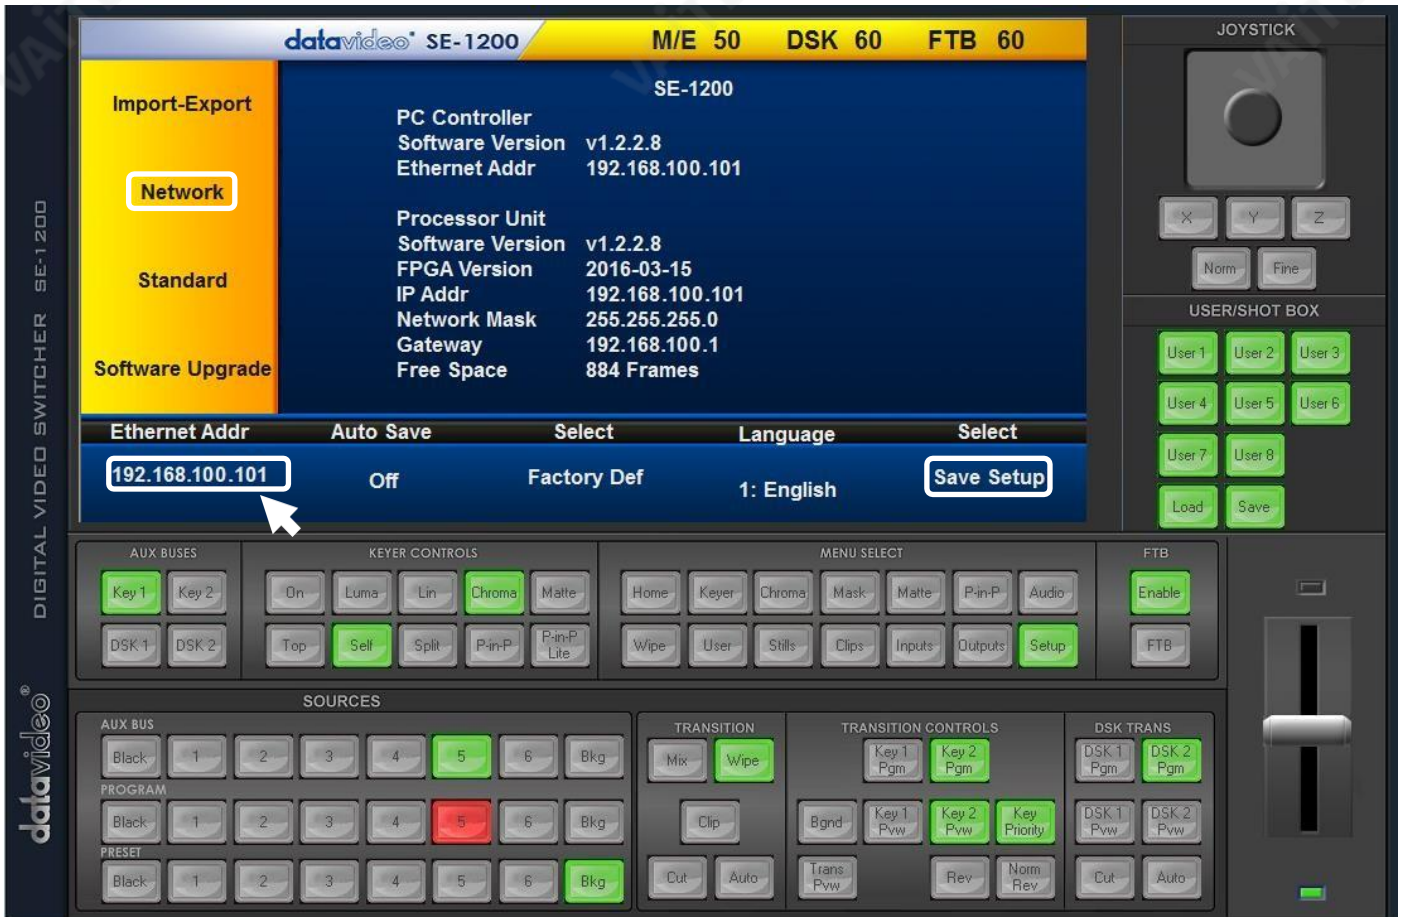 datavideo® SE-1200 M/E 50 DSK 60 FTB 60
JOYSTICK
Import-Export
Network
Standard
Software Upgrade
SE-1200
PC Controller
Software Version v1.2.2.8
Ethernet Addr 192.168.100.101
Processor Unit
Software Version v1.2.2.8
FPGA Version 2016-03-15
IP Addr 192.168.100.101
Network Mask 255.255.255.0
Gateway 192.168.100.1
Free Space 884 Frames
Ethernet Addr Auto Save Select Language Select
192.168.100.101 Off Factory Def 1: English Save Setup
X Y Z
Norm Fine
USER/SHOT BOX
User 1 User 2 User 3
User 4 User 5 User 6
User 7 User 8
Load Save
DIGITAL VIDEO SWITCHER SE-1200
datavideo®
AUX BUSES KEYER CONTROLS MENU SELECT FTB
Key 1 Key 2 On Luma Lin Chroma Matte Home Keyer Chroma Mask Matte P-in-P Audio Enable
DSK 1 DSK 2 Top Self Split P-in-P P-in-P Lite Wipe User Stills Clips Inputs Outputs Setup FTB
SOURCES
AUX BUS
Black 1 2 3 4 5 6 Bkg
PROGRAM
Black 1 2 3 4 5 6 Bkg
PRESET
Black 1 2 3 4 5 6 Bkg
TRANSITION
Mix Wipe
Clip
Cut Auto
TRANSITION CONTROLS
Key 1 Pgm Key 2 Pgm
Bgnd Key 1 Pvw Key 2 Pvw Key Priority
Trans Pvw Rev Norm Rev
DSK TRANS
DSK 1 Pgm DSK 2 Pgm
DSK 1 Pvw DSK 2 Pvw
Cut Auto